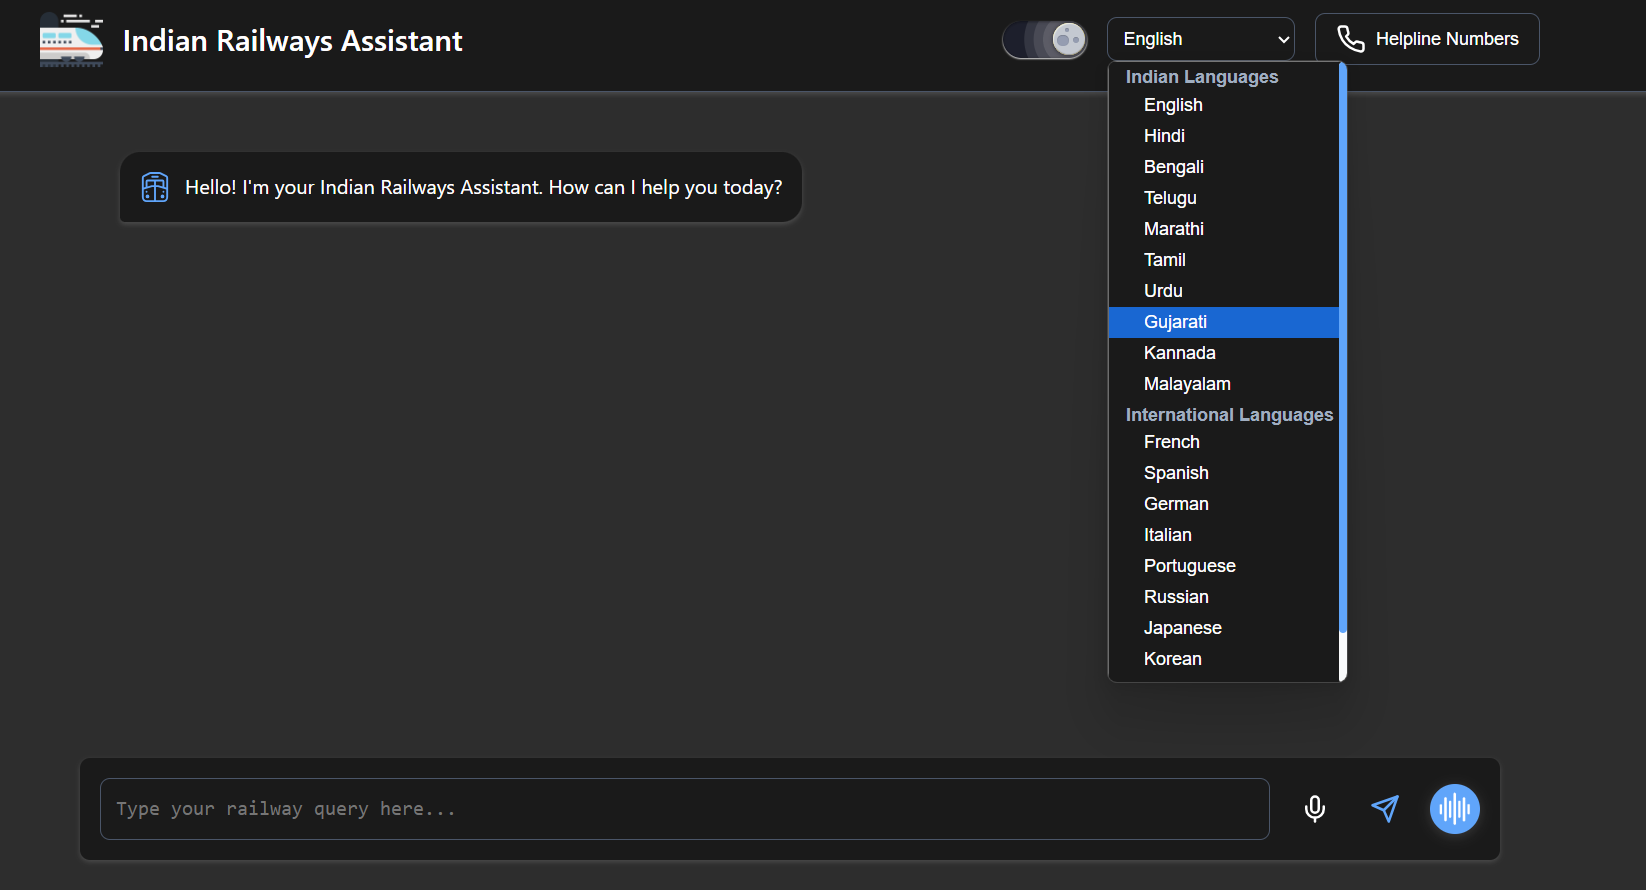 Indian Railways Assistant
English
Helpline Numbers
Indian Languages
English
Hindi
Bengali
Telugu
Marathi
Tamil
Urdu
Gujarati
Kannada
Malayalam
International Languages
French
Spanish
German
Italian
Portuguese
Russian
Japanese
Korean
Hello! I'm your Indian Railways Assistant. How can I help you today?
Type your railway query here...